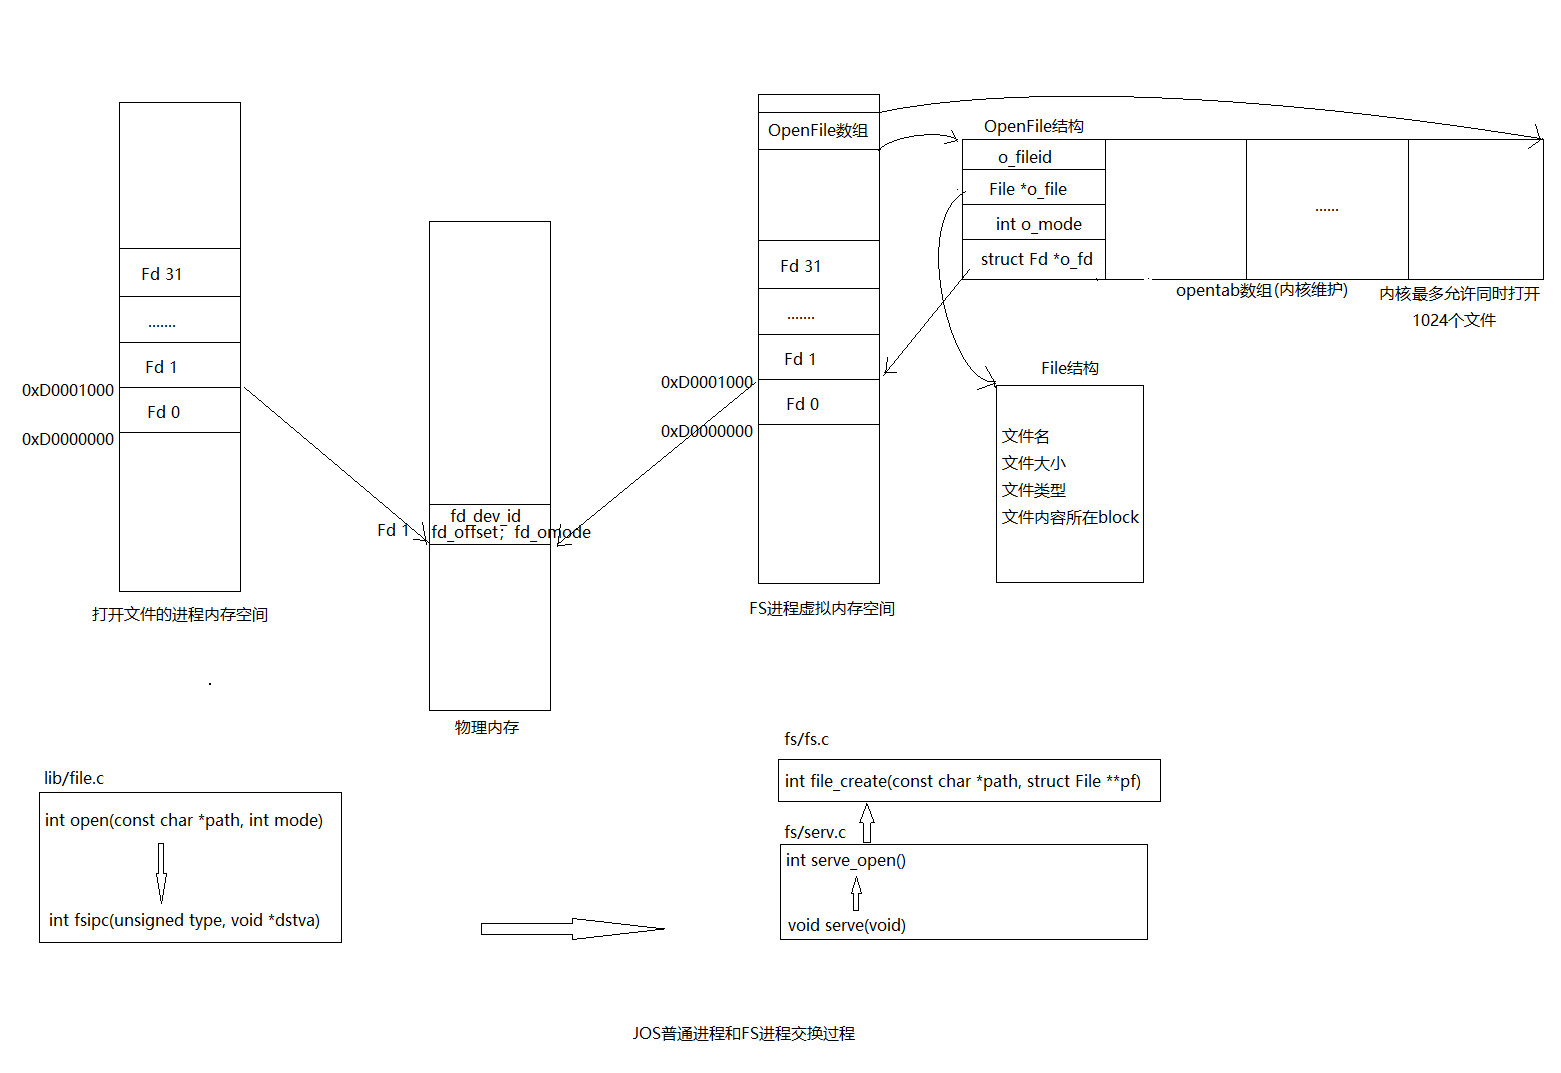 OpenFile数组
OpenFile结构
o_fileid
File *o_file
int o_mode
struct Fd *o_fd
......
opentab数组(内核维护)
内核最多允许同时打开
1024个文件
Fd 31
.......
Fd 1
0xD0001000
Fd 0
0xD0000000
打开文件的进程内存空间
fd_dev_id
Fd 1
fd_offset; fd_omode
物理内存
Fd 31
.......
Fd 1
0xD0001000
Fd 0
0xD0000000
FS进程虚拟内存空间
File结构
文件名
文件大小
文件类型
文件内容所在block
lib/file.c
int open(const char *path, int mode)
int fsipc(unsigned type, void *dstva)
fs/fs.c
int file_create(const char *path, struct File **pf)
fs/serv.c
int serve_open()
void serve(void)
JOS普通进程和FS进程交换过程